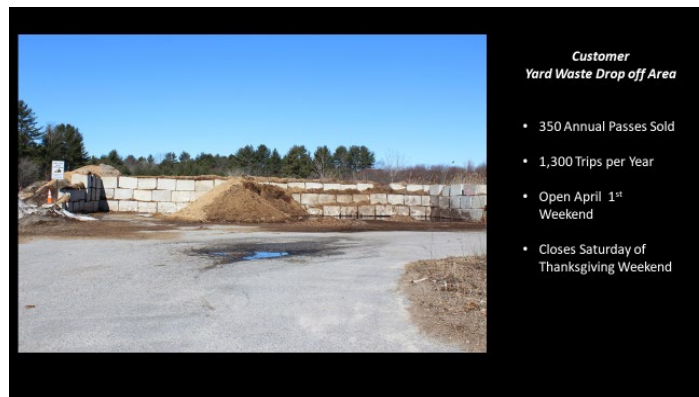 Customer
Yard Waste Drop off Area
• 350 Annual Passes Sold
• 1,300 Trips per Year
• Open April 1st
Weekend
• Closes Saturday of
Thanksgiving Weekend